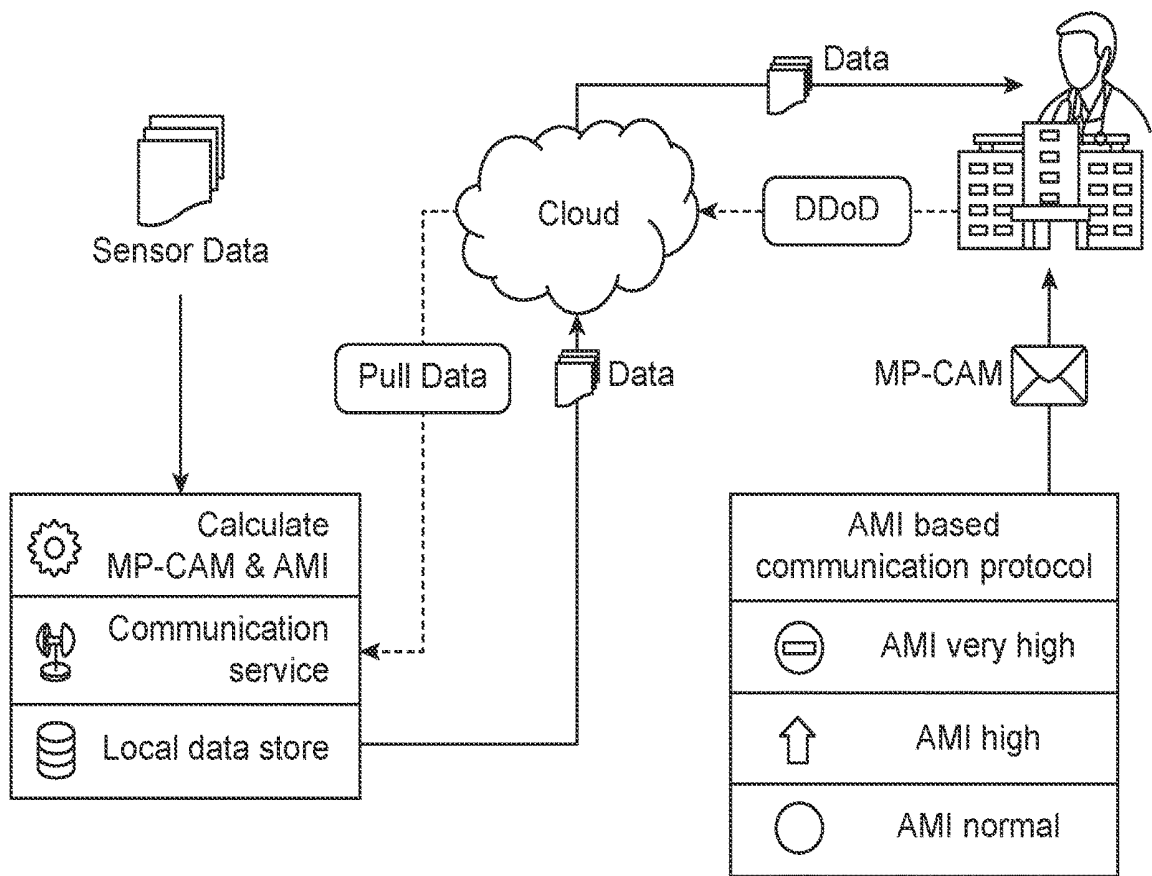 Data
Sensor Data
Cloud
DDoD
Pull Data
Data
MP-CAM
Calculate
MP-CAM & AMI
Communication
service
Local data store
AMI based
communication protocol
AMI very high
AMI high
AMI normal